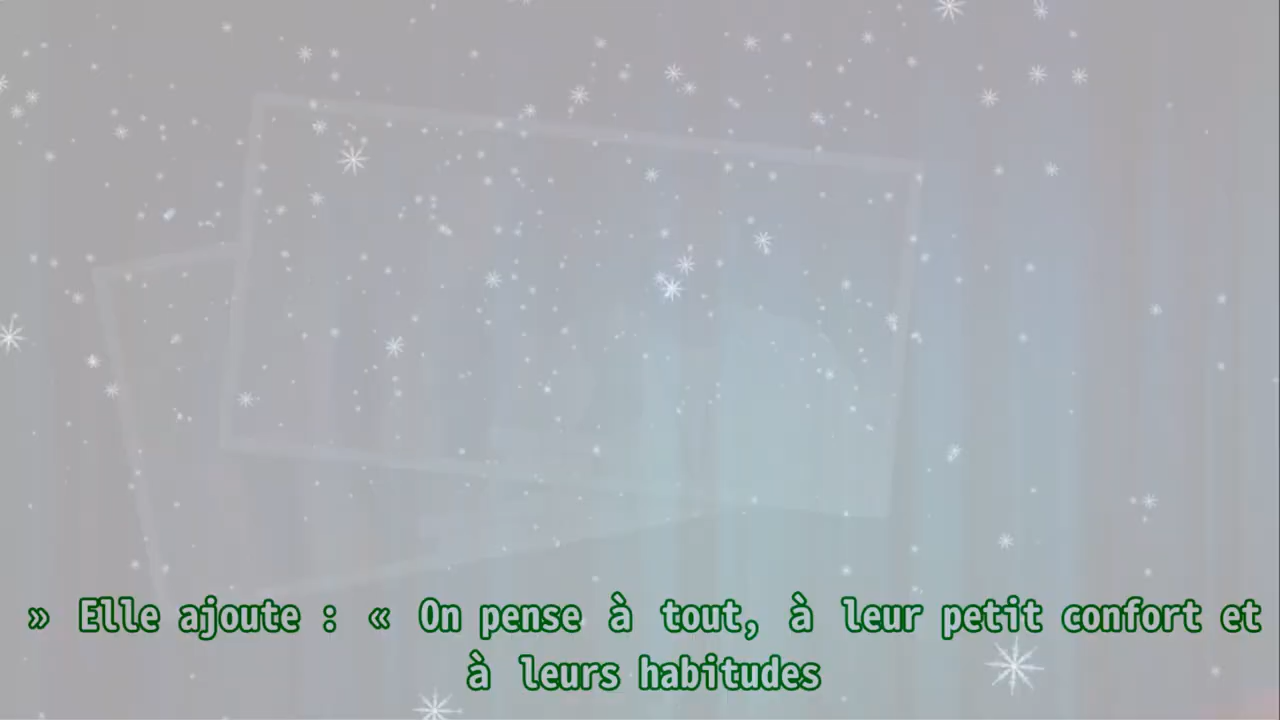 » Elle ajoute : « On pense à tout, à leur petit confort et
à leurs habitudes